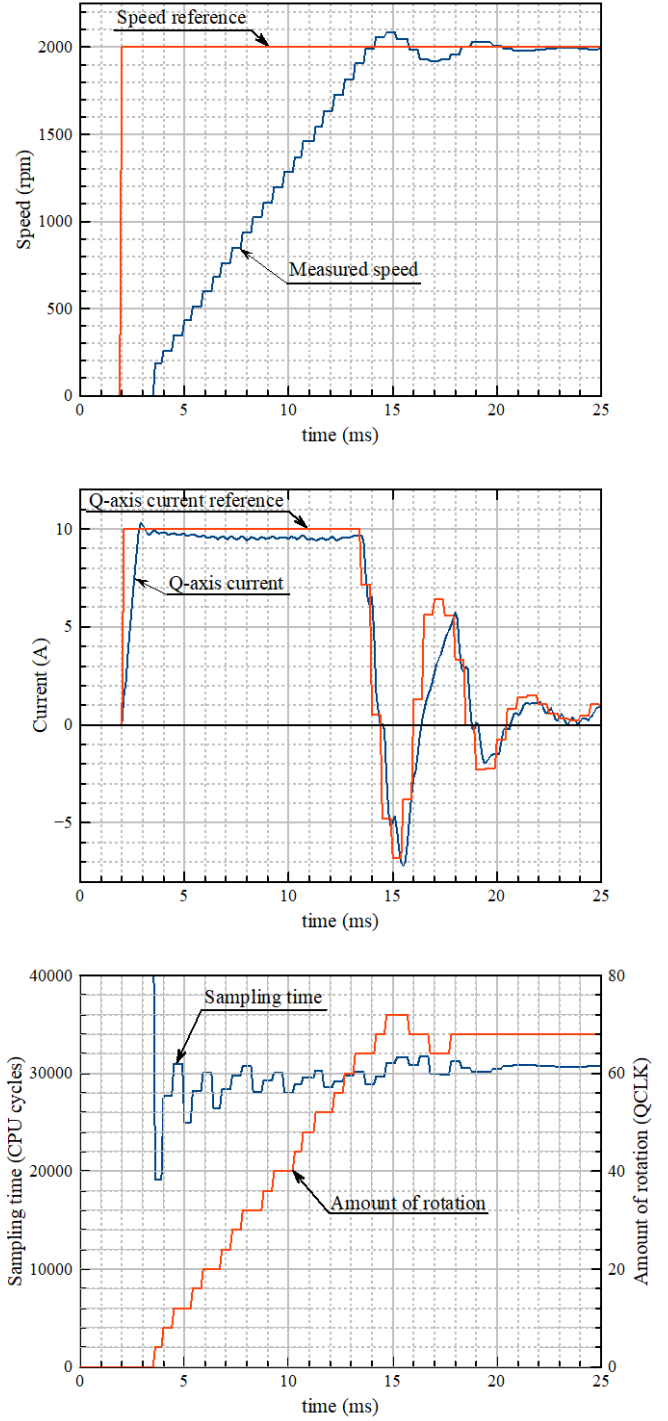 Speed reference
2000
1500
1000
500
0
Speed (rpm)
Measured speed
0 5 10 15 20 25
time (ms)
Q-axis current reference
10
5
0
−5
Current (A)
Q-axis current
0 5 10 15 20 25
time (ms)
40000
30000
20000
10000
0
Sampling time (CPU cycles)
Sampling time
Amount of rotation
80
60
40
20
0
Amount of rotation (QCLK)
0 5 10 15 20 25
time (ms)